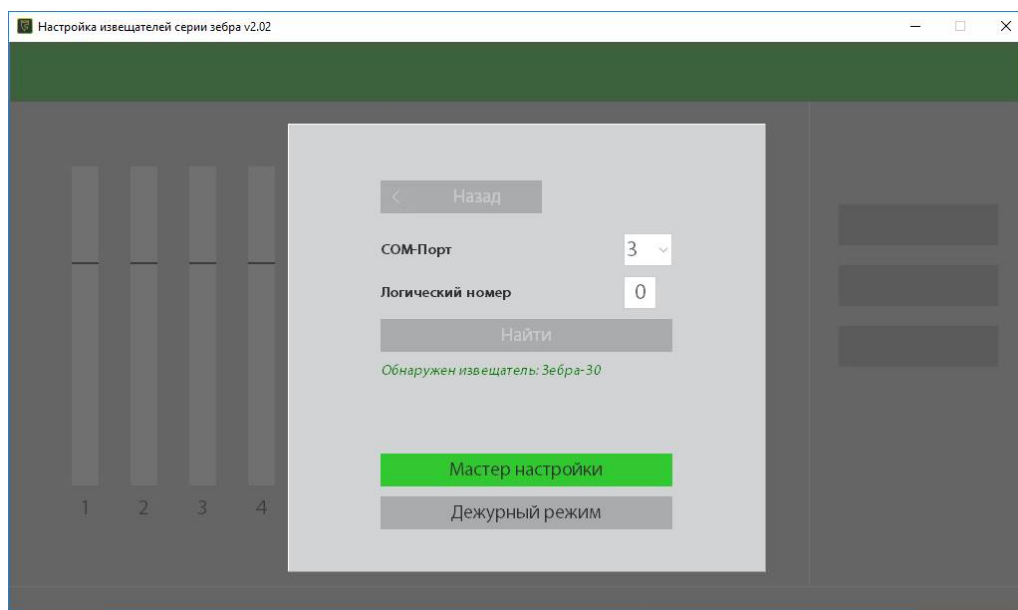 Настройка извещателей серии зебра v2.02
Назад
COM-Порт
3
Логический номер
0
Найти
Обнаружен извещатель: Зебра-30
Мастер настройки
Дежурный режим
1 2 3 4